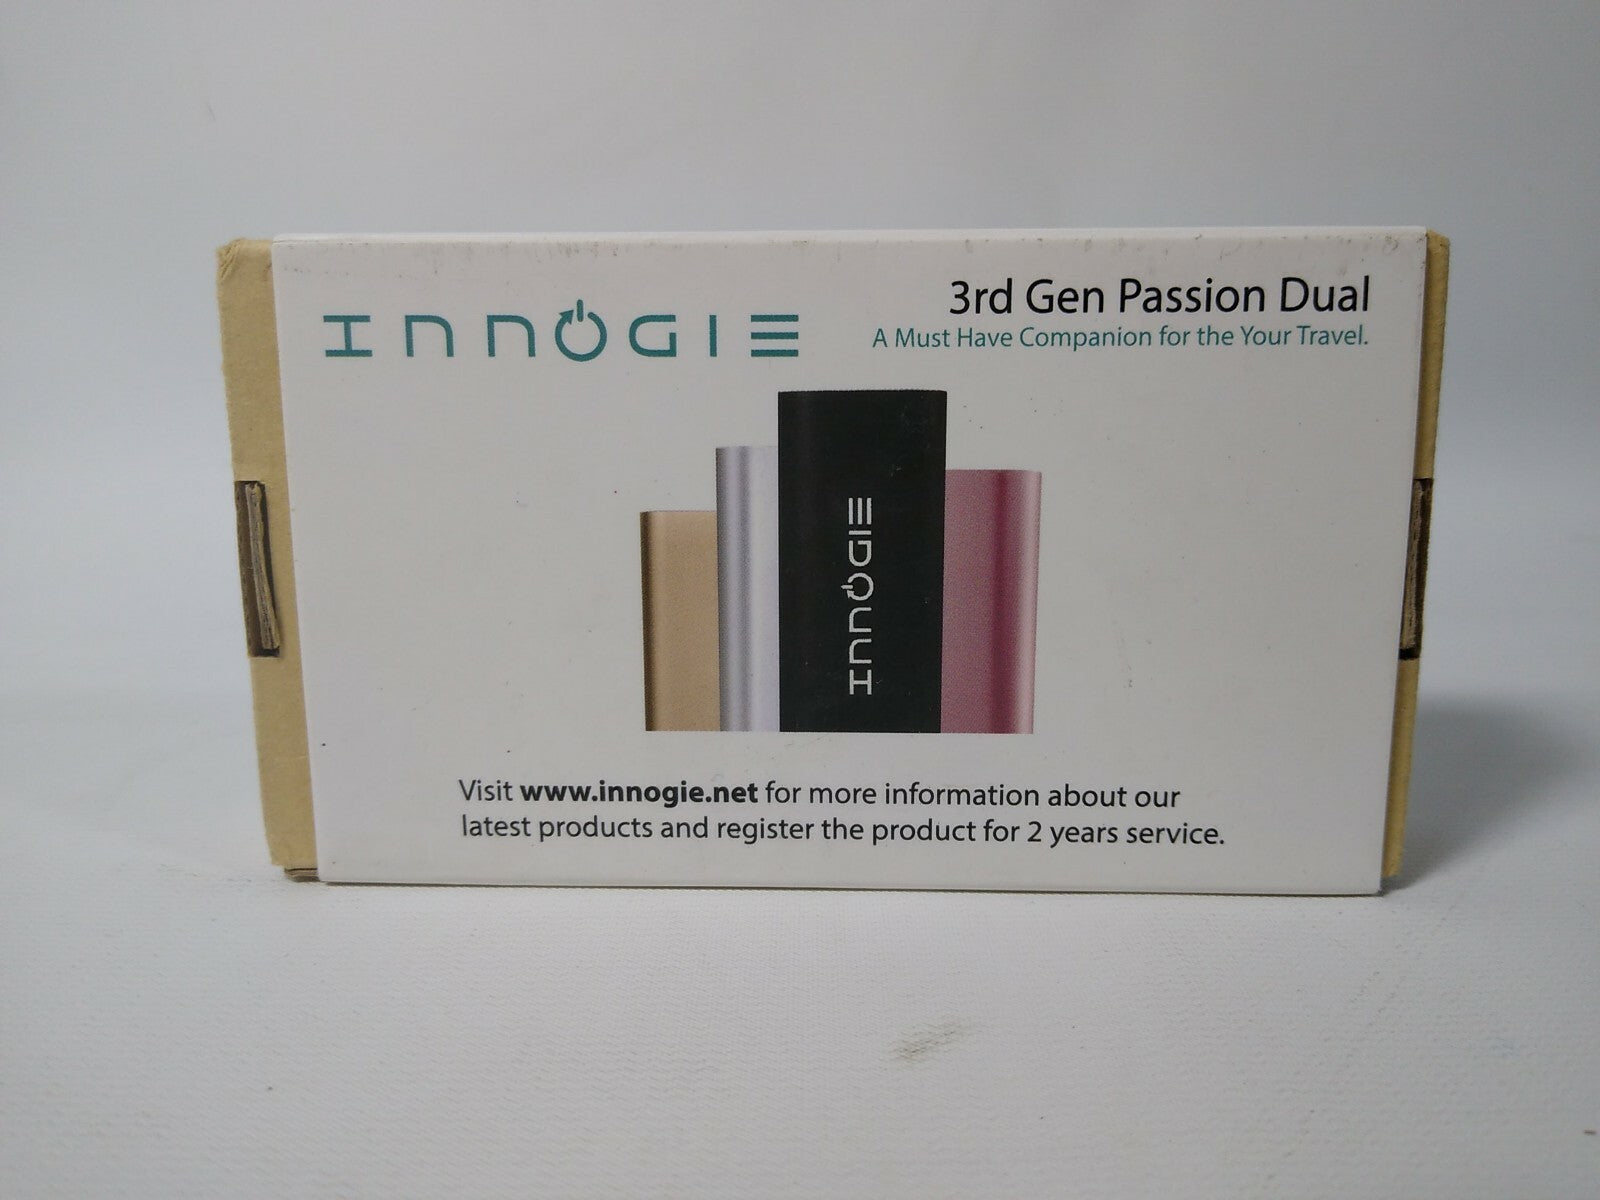 INNOGIE
3rd Gen Passion Dual
A Must Have Companion for the Your Travel.
INNOGIE
Visit www.innogie.net for more information about our
latest products and register the product for 2 years service.